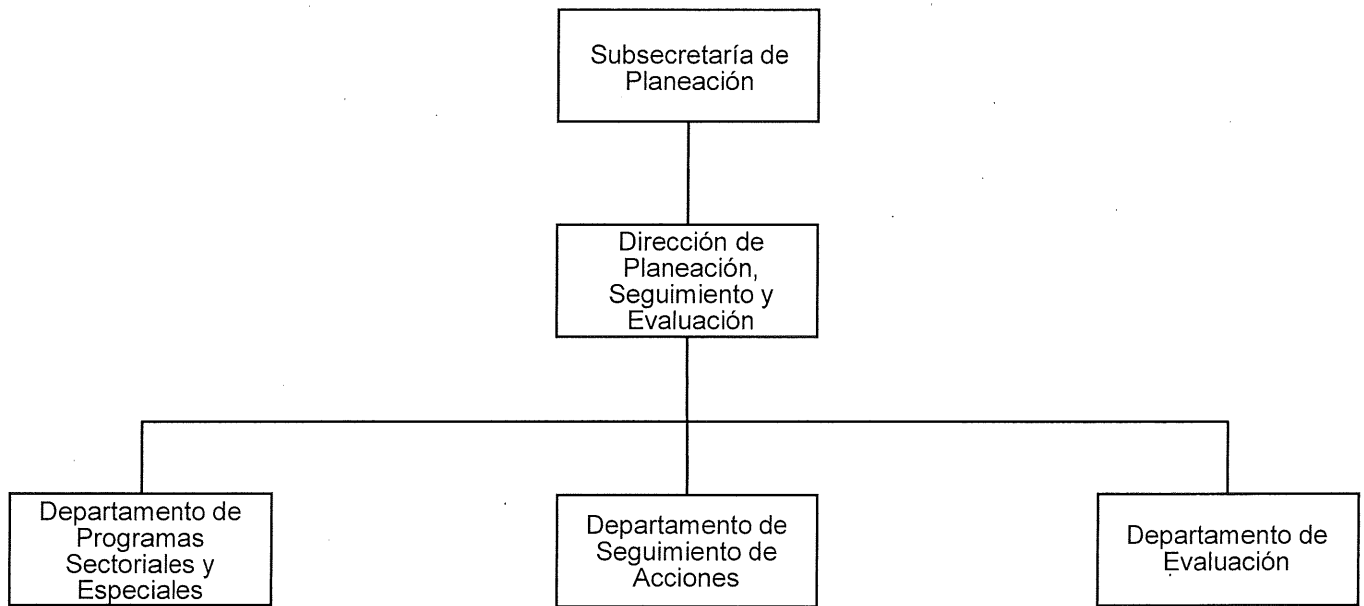 Subsecretaría de
Planeación
Dirección de
Planeación,
Seguimiento y
Evaluación
Departamento de
Programas
Sectoriales y
Especiales
Departamento de
Seguimiento de
Acciones
Departamento de
Evaluación